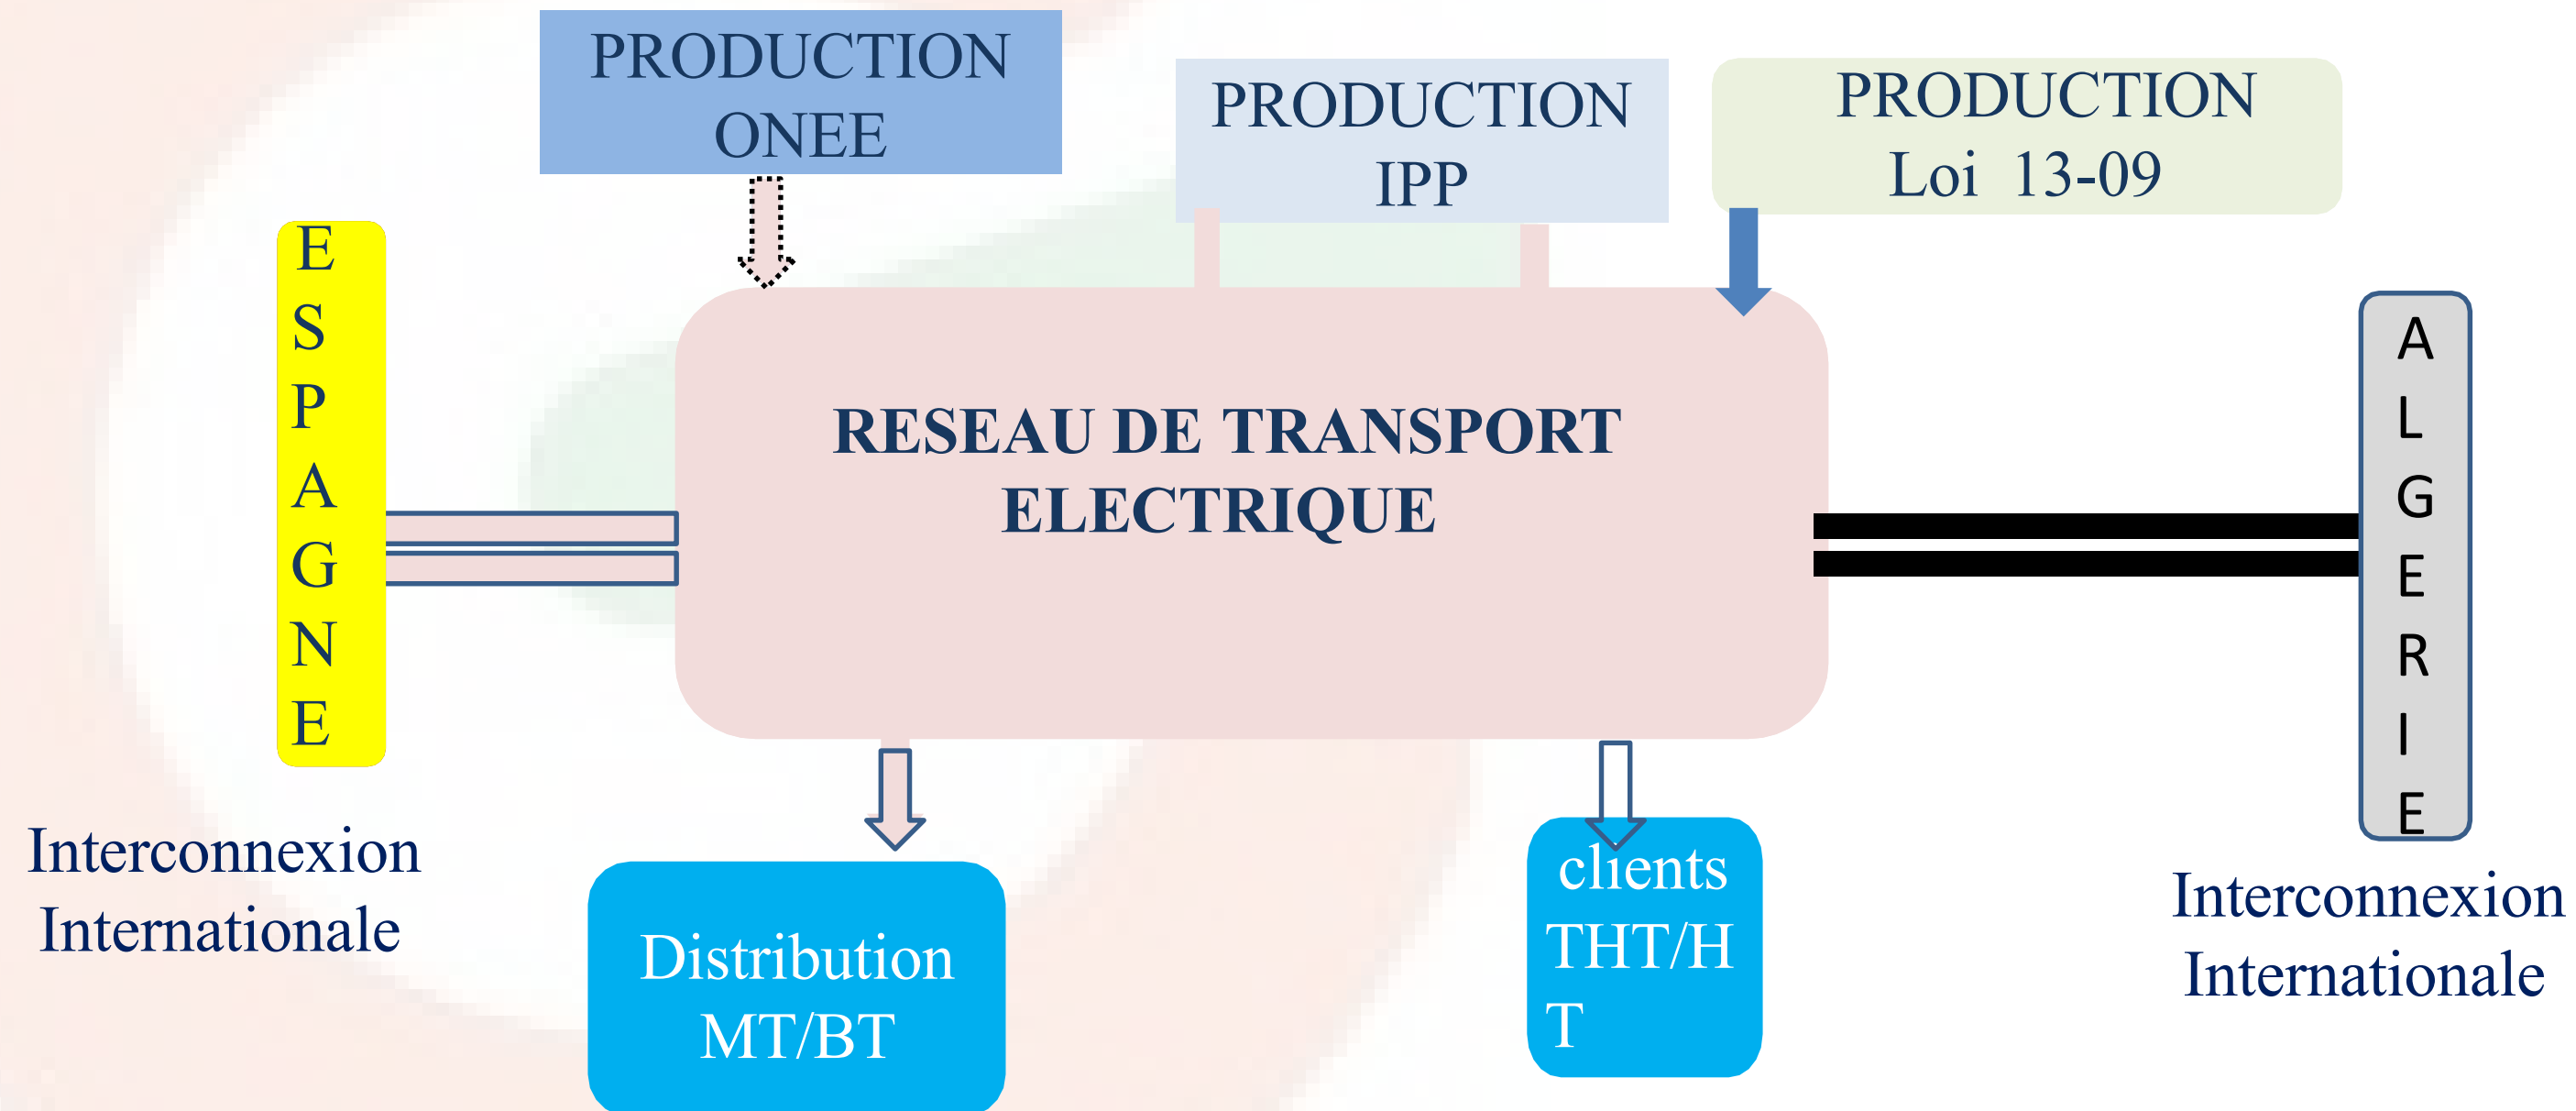 PRODUCTION
ONEE
PRODUCTION
IPP
PRODUCTION
Loi 13-09
E
S
P
A
G
N
E
RESEAU DE TRANSPORT
ELECTRIQUE
A
L
G
E
R
I
E
Interconnexion
Internationale
Distribution
MT/BT
clients
THT/H
T
Interconnexion
Internationale